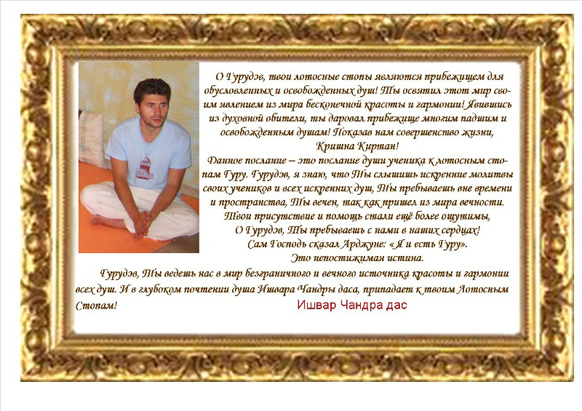 О Гурудэв, твои лотосные стопы являются прибежищем для
обусловленных и освобожденных душ! Ты освятил этот мир сво-
им явлением из мира бесконечной красоты и гармонии! Явившись
из духовной обители, ты даровал прибежище многим падшим и
освобожденным душам! Показав нам совершенство жизни,
Кришна Киртан!
Данное послание – это послание души ученика к лотосным сто-
пам Гуру. Гурудэв, я знаю, что Ты слышишь искренние молитвы
своих учеников и всех искренних душ, Ты пребываешь вне времени
и пространства, Ты вечен, так как пришел из мира вечности.
Твои присутствие и помощь стали ещё более ощутимы,
О Гурудэв, Ты пребываешь с нами в наших сердцах!
Сам Господь сказал Арджуне: « Я и есть Гуру».
Это непостижимая истина.
Гурудэв, Ты ведешь нас в мир безграничного и вечного источника красоты и гармонии
всех душ. И в глубоком почтении душа Ишвара Чандры даса, припадает к твоим Лотосным
Стопам! Ишвар Чандра дас